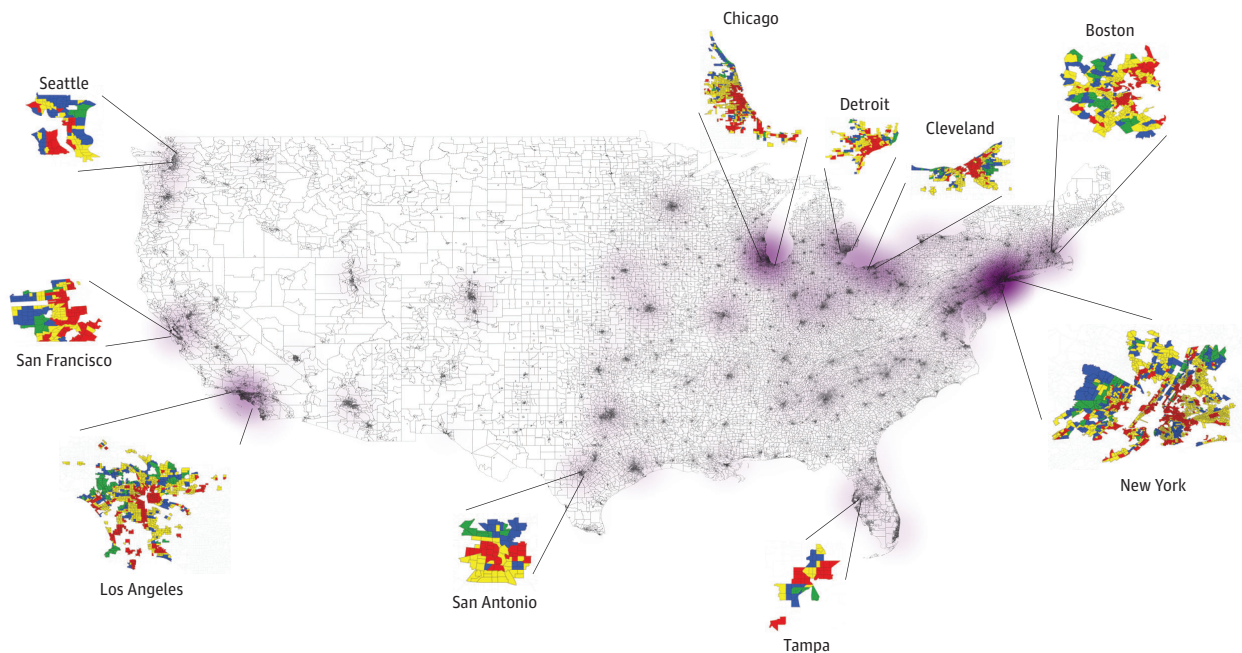 Chicago
Boston
Seattle
Detroit
Cleveland
San Francisco
New York
Los Angeles
San Antonio
Tampa